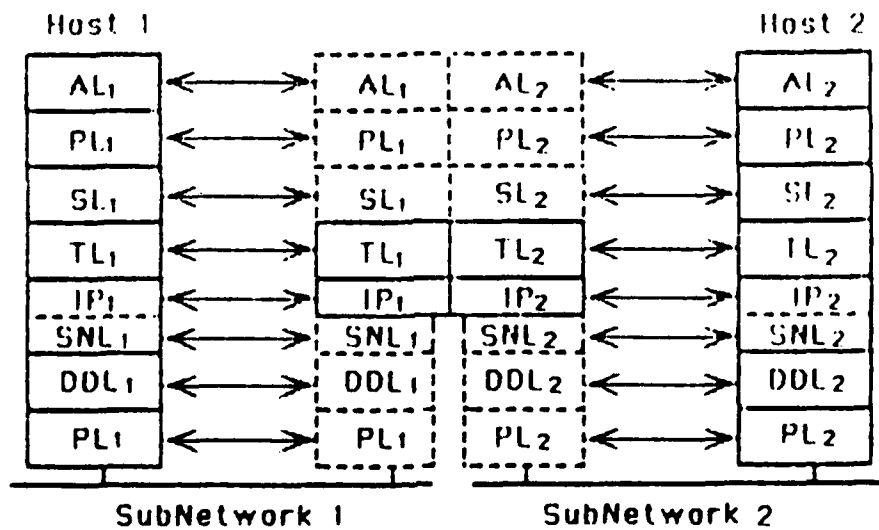 Host 1 Host 2
AL₁ AL₁ AL₂ AL₂
PL₁ PL₁ PL₂ PL₂
SL₁ SL₁ SL₂ SL₂
TL₁ TL₁ TL₂ TL₂
IP₁ IP₁ IP₂ IP₂
SNL₁ SNL₁ SNL₂ SNL₂
DDL₁ DDL₁ DDL₂ DDL₂
PL₁ PL₁ PL₂ PL₂
SubNetwork 1 SubNetwork 2